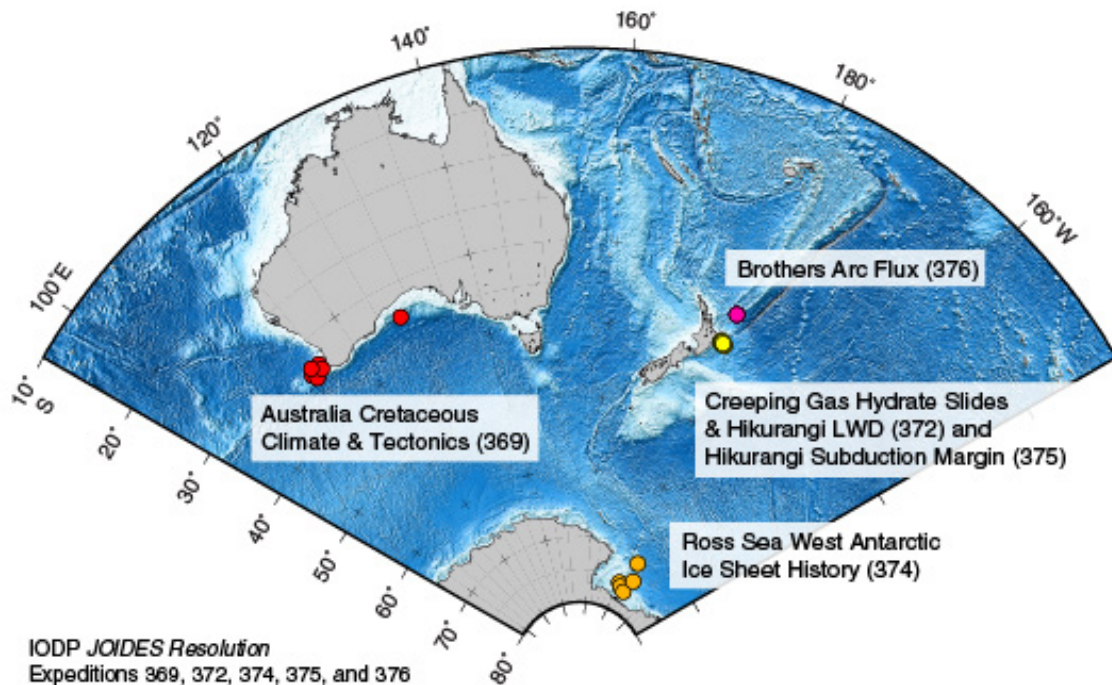 140°
160°
180°
120°
160°W
100°E
10°
S
20°
30°
40°
50°
60°
70°
80°
Brothers Arc Flux (376)
Australia Cretaceous
Climate & Tectonics (369)
Creeping Gas Hydrate Slides
& Hikurangi LWD (372) and
Hikurangi Subduction Margin (375)
Ross Sea West Antarctic
Ice Sheet History (374)
IODP JOIDES Resolution
Expeditions 369, 372, 374, 375, and 376